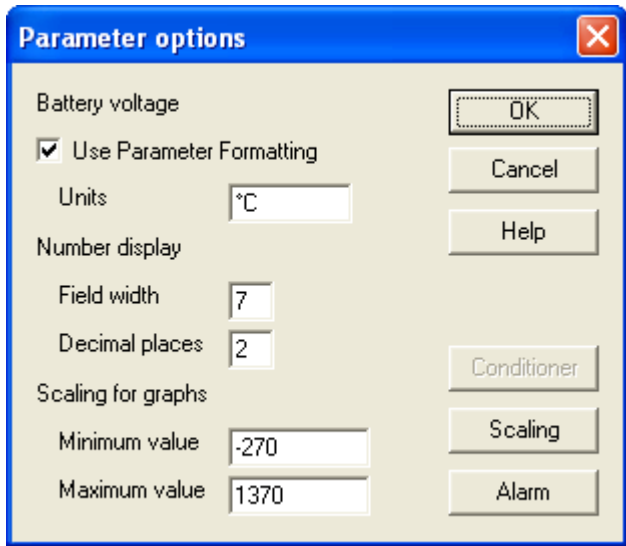 Parameter options
Battery voltage
OK
Use Parameter Formatting
Cancel
Units °C
Help
Number display
Field width 7
Decimal places 2
Conditioner
Scaling for graphs
Scaling
Minimum value -270
Maximum value 1370
Alarm